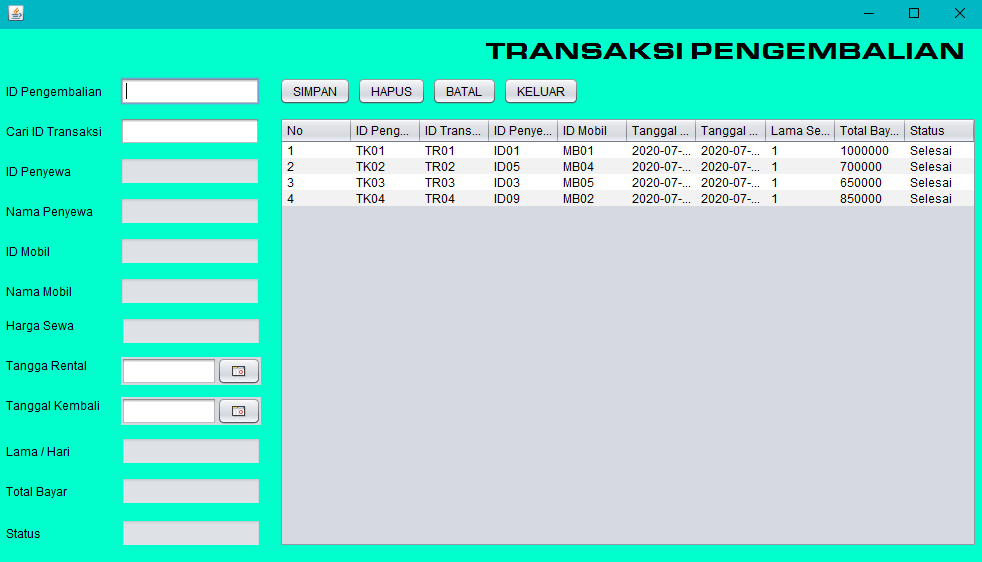 TRANSAKSI PENGEMBALIAN
ID Pengembalian
SIMPAN HAPUS BATAL KELUAR
Cari ID Transaksi
ID Penyewa
Nama Penyewa
ID Mobil
Nama Mobil
Harga Sewa
Tangga Rental
Tanggal Kembali
Lama / Hari
Total Bayar
Status
No ID Peng... ID Trans... ID Penye... ID Mobil Tanggal ... Tanggal ... Lama Se... Total Bay... Status
1 TK01 TR01 ID01 MB01 2020-07-... 2020-07-... 1 1000000 Selesai
2 TK02 TR02 ID05 MB04 2020-07-... 2020-07-... 1 700000 Selesai
3 TK03 TR03 ID03 MB05 2020-07-... 2020-07-... 1 650000 Selesai
4 TK04 TR04 ID09 MB02 2020-07-... 2020-07-... 1 850000 Selesai